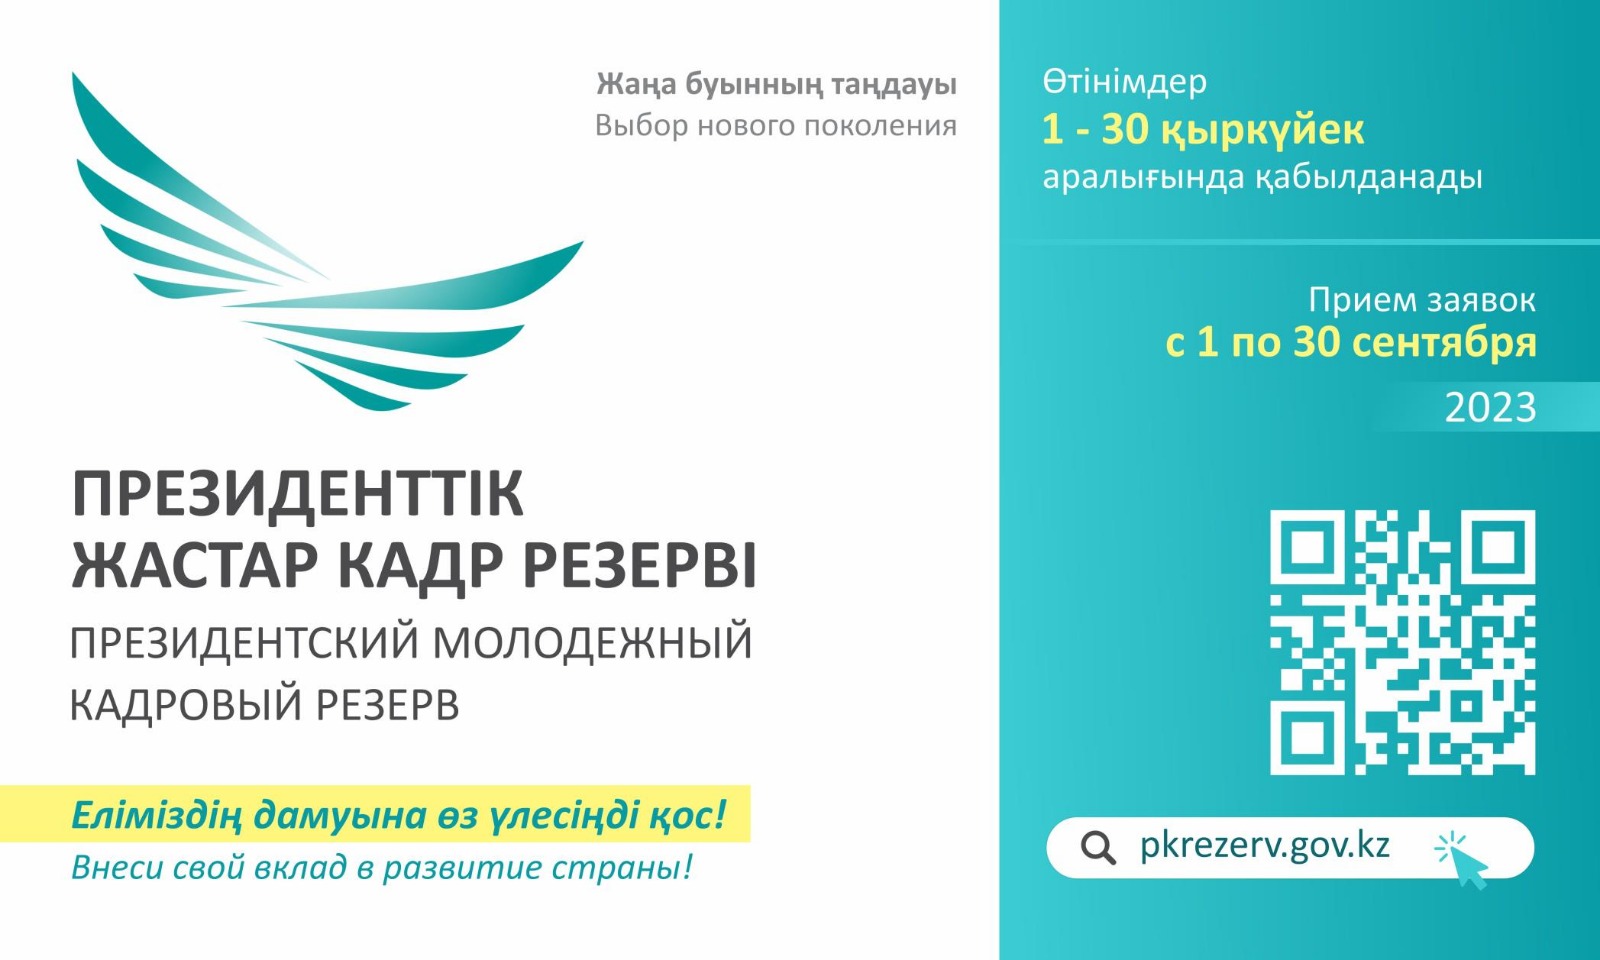 Жаңа буынның таңдауы
Выбор нового поколения
ПРЕЗИДЕНТТІК
ЖАСТАР КАДР РЕЗЕРВІ
ПРЕЗИДЕНТСКИЙ МОЛОДЕЖНЫЙ
КАДРОВЫЙ РЕЗЕРВ
Еліміздің дамуына өз үлесіңді қос!
Внеси свой вклад в развитие страны!
Өтінімдер
1 - 30 қыркүйек
аралығында қабылданады
Прием заявок
с 1 по 30 сентября
2023
pkrezerv.gov.kz